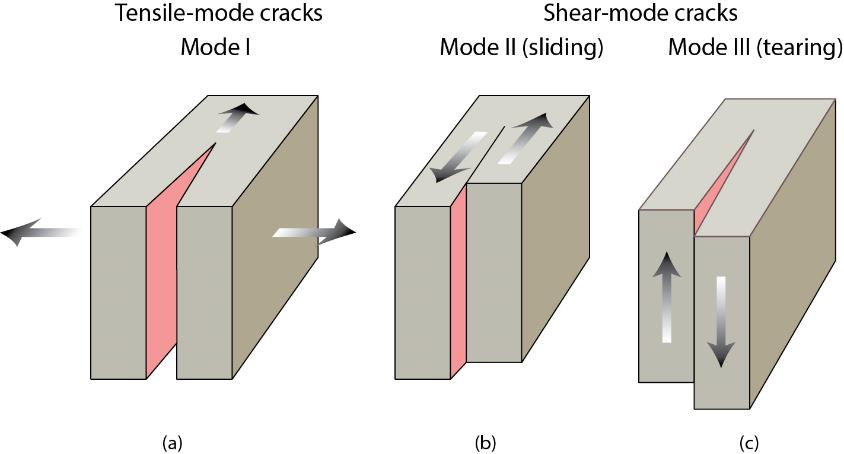 Tensile-mode cracks
Shear-mode cracks
Mode I
Mode II (sliding)
Mode III (tearing)
(a)
(b)
(c)